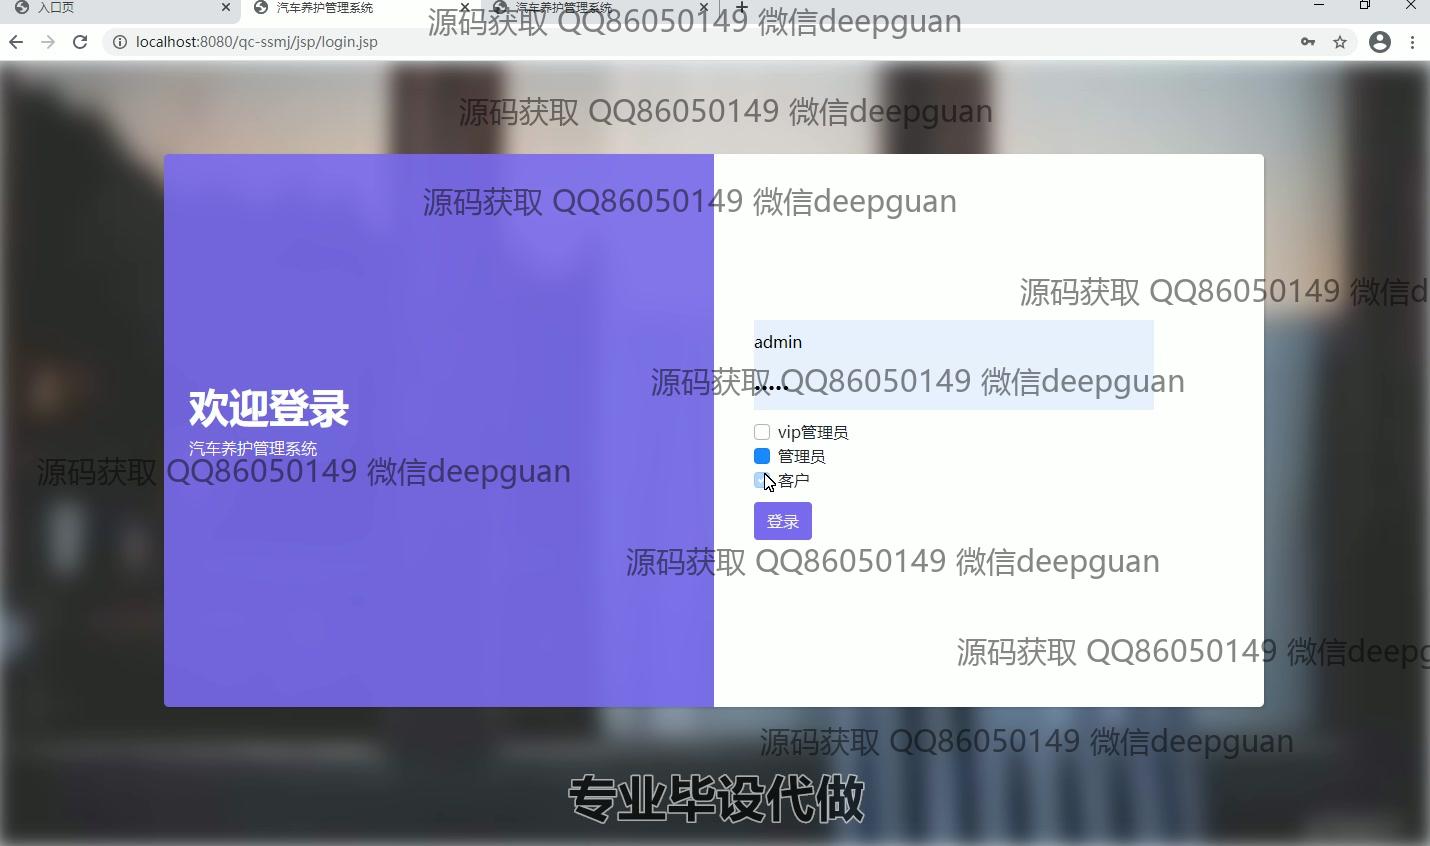 入口页
汽车养护管理系统
汽车养护管理系统
源码获取 QQ86050149 微信deepguan
localhost:8080/qc-ssmj/jsp/login.jsp
源码获取 QQ86050149 微信deepguan
源码获取 QQ86050149 微信deepguan
源码获取 QQ86050149 微信d
admin
源码获取 QQ86050149 微信deepguan
•••••
欢迎登录
汽车养护管理系统
vip管理员
管理员
客户
源码获取 QQ86050149 微信deepguan
登录
源码获取 QQ86050149 微信deepguan
源码获取 QQ86050149 微信deepg
源码获取 QQ86050149 微信deepguan
专业毕设代做